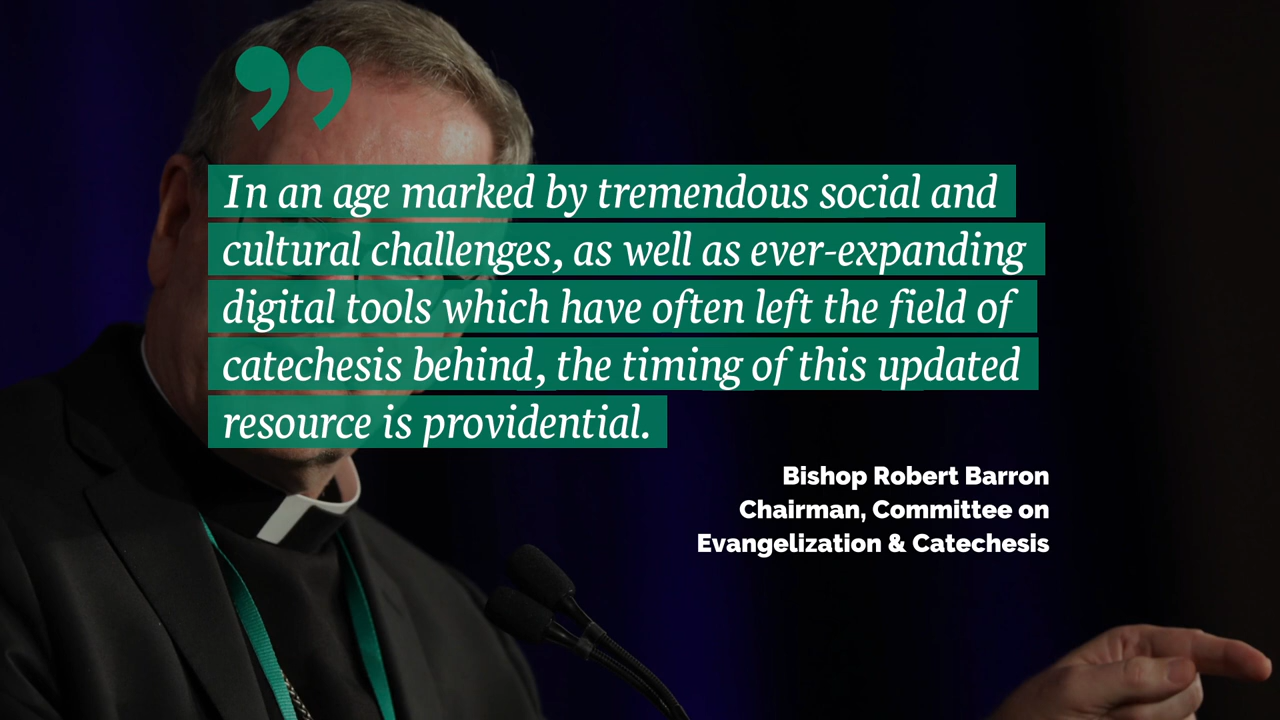 ”
In an age marked by tremendous social and
cultural challenges, as well as ever-expanding
digital tools which have often left the field of
catechesis behind, the timing of this updated
resource is providential.
Bishop Robert Barron
Chairman, Committee on
Evangelization & Catechesis